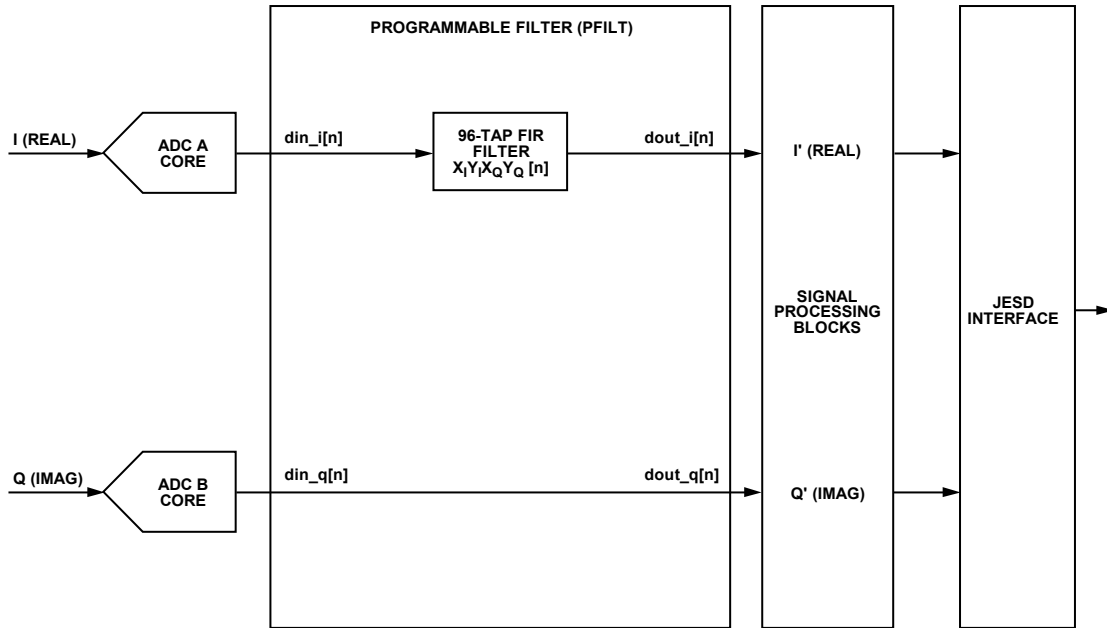 PROGRAMMABLE FILTER (PFILT)
I (REAL)
ADC A
CORE
din_i[n]
96-TAP FIR
FILTER
XIYIXQYQ [n]
dout_i[n]
I' (REAL)
SIGNAL
PROCESSING
BLOCKS
JESD
INTERFACE
Q (IMAG)
ADC B
CORE
din_q[n]
dout_q[n]
Q' (IMAG)